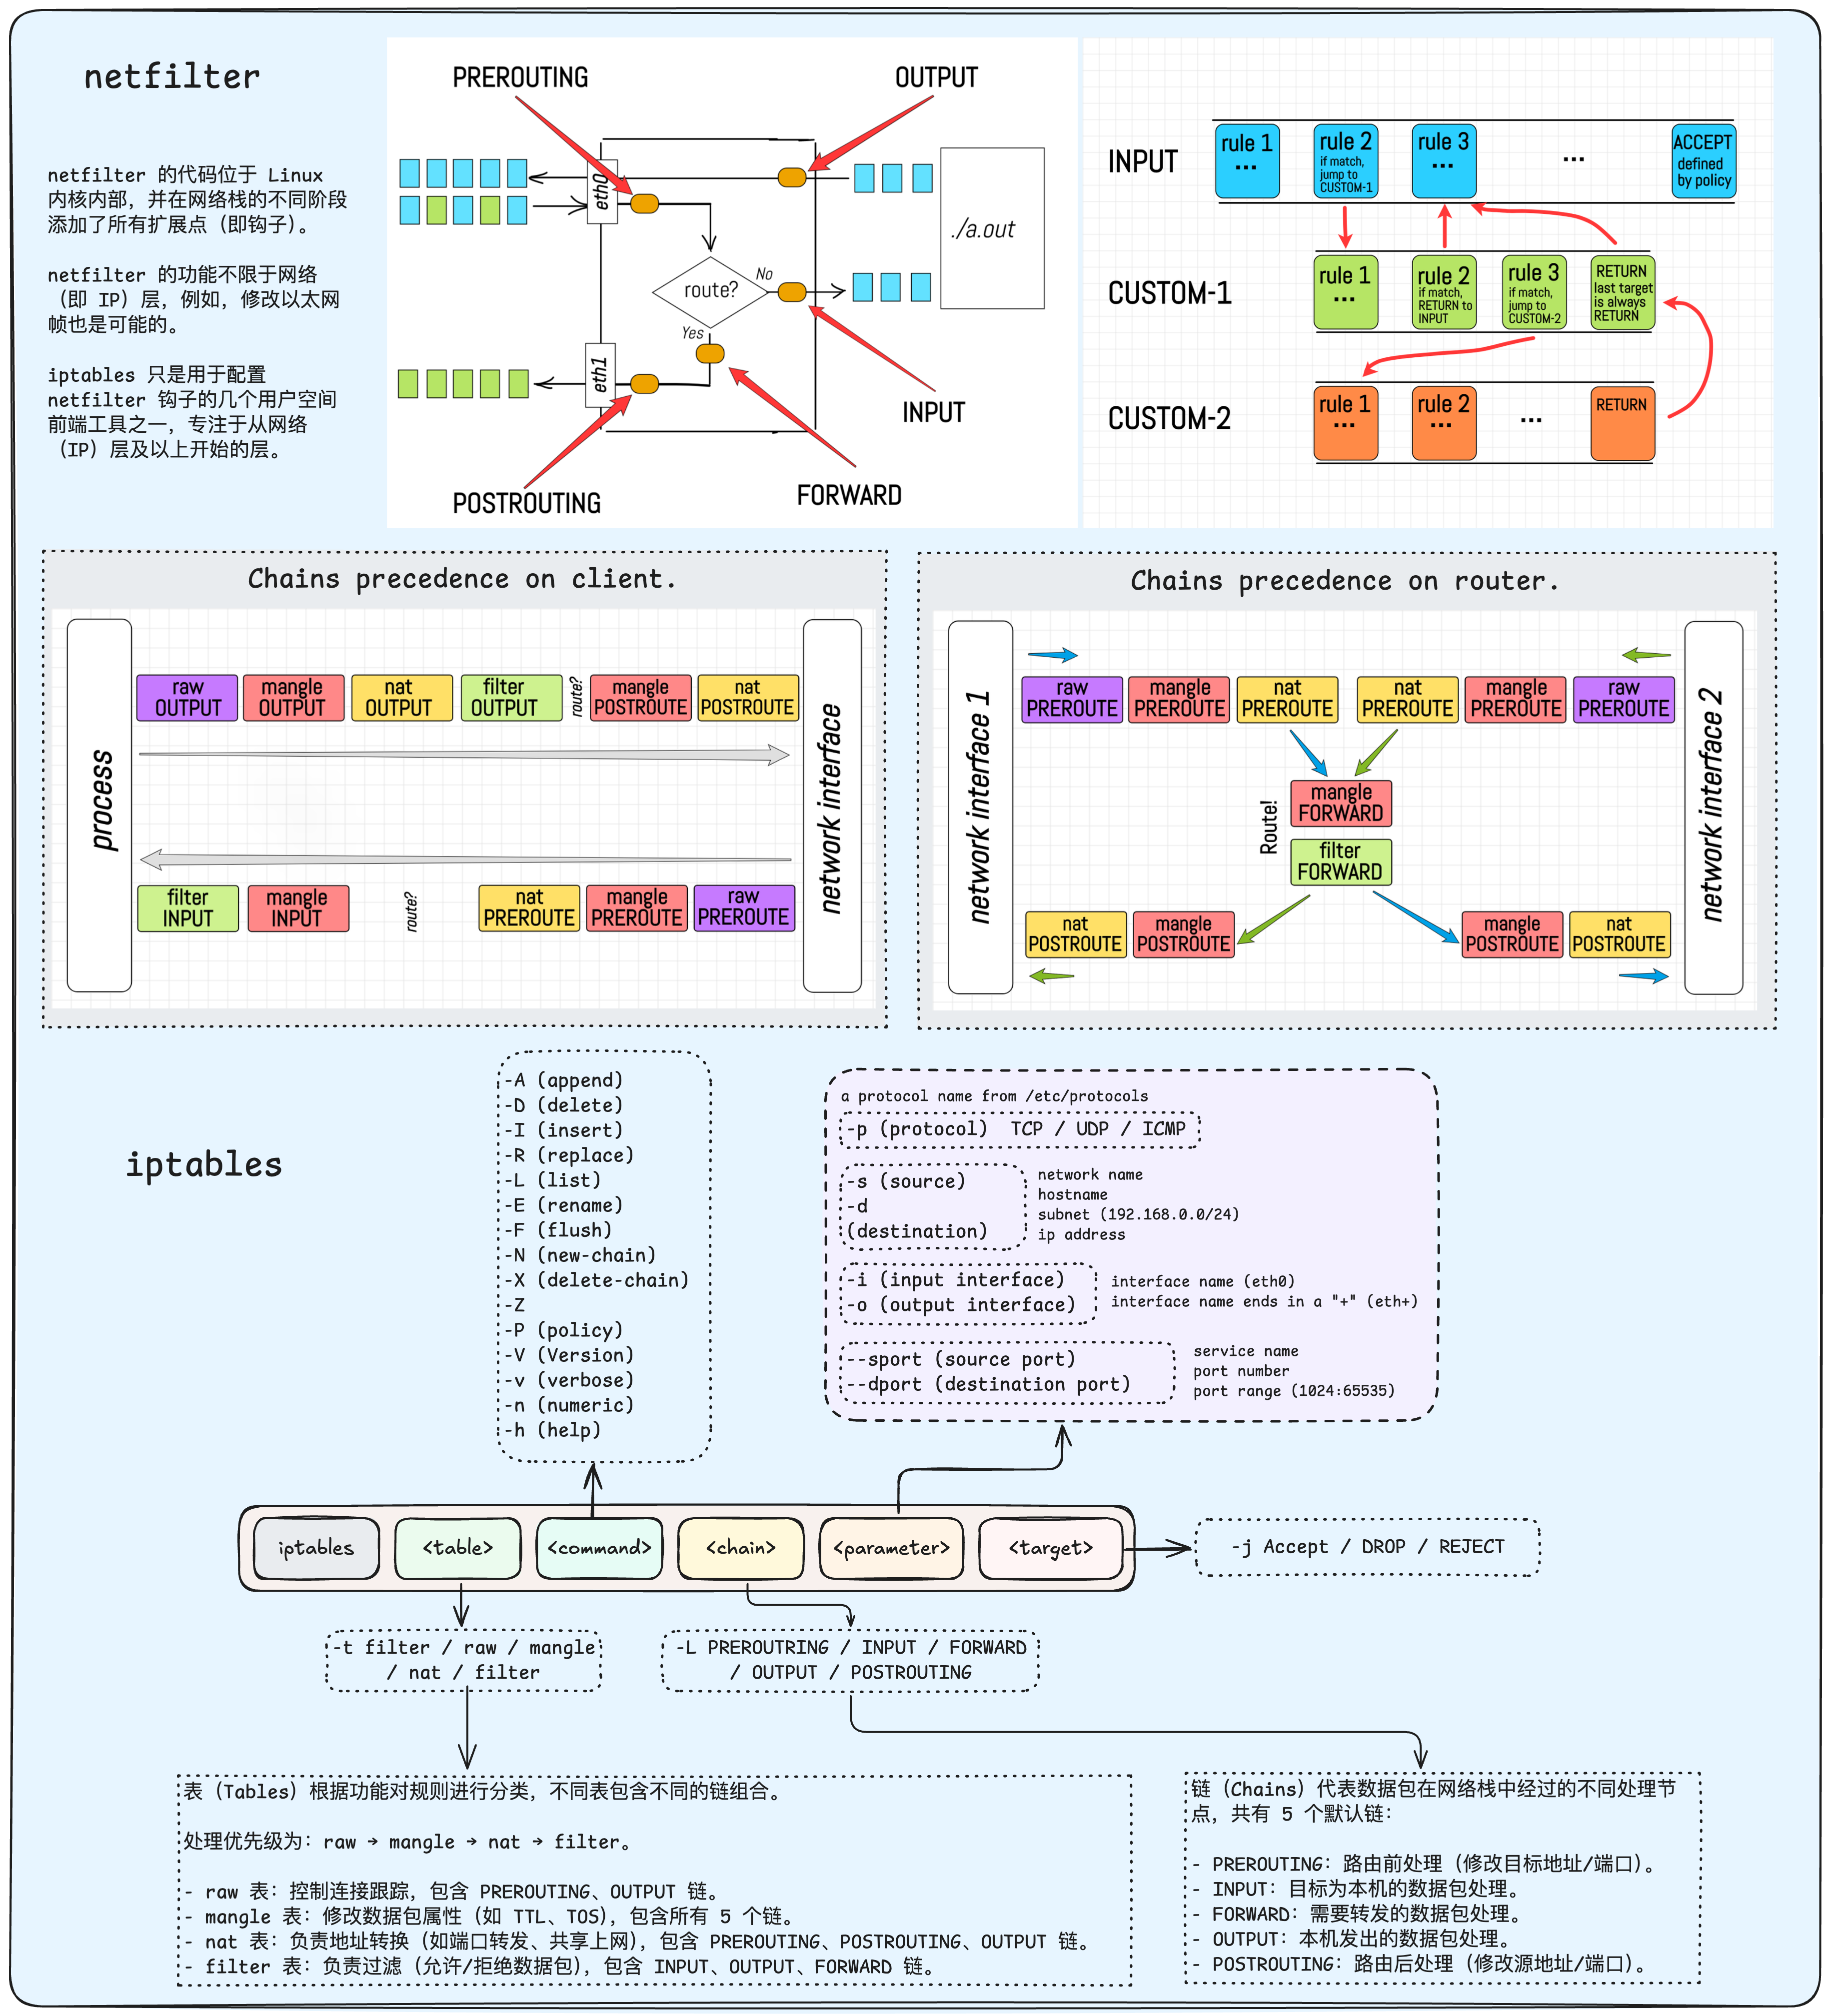 netfilter
netfilter 的代码位于 Linux
内核内部，并在网络栈的不同阶段
添加了所有扩展点（即钩子）。
netfilter 的功能不限于网络
（即 IP）层，例如，修改以太网
帧也是可能的。
iptables 只是用于配置
netfilter 钩子的几个用户空间
前端工具之一，专注于从网络
（IP）层及以上开始的层。
PREROUTING
OUTPUT
eth0
./a.out
route?
No
Yes
eth1
INPUT
FORWARD
POSTROUTING
INPUT
rule 1
...
rule 2
if match,
jump to
CUSTOM-1
rule 3
...
...
ACCEPT
defined
by policy
CUSTOM-1
rule 1
...
rule 2
if match,
RETURN to
INPUT
rule 3
if match,
jump to
CUSTOM-2
RETURN
last target
is always
RETURN
CUSTOM-2
rule 1
...
rule 2
...
...
RETURN
Chains precedence on client.
process
raw
OUTPUT
mangle
OUTPUT
nat
OUTPUT
filter
OUTPUT
route?
mangle
POSTROUTE
nat
POSTROUTE
network interface
filter
INPUT
mangle
INPUT
route?
nat
PREROUTE
mangle
PREROUTE
raw
PREROUTE
Chains precedence on router.
network interface 1
raw
PREROUTE
mangle
PREROUTE
nat
PREROUTE
nat
PREROUTE
mangle
PREROUTE
raw
PREROUTE
network interface 2
Route!
mangle
FORWARD
filter
FORWARD
nat
POSTROUTE
mangle
POSTROUTE
mangle
POSTROUTE
nat
POSTROUTE
iptables
-A (append)
-D (delete)
-I (insert)
-R (replace)
-L (list)
-E (rename)
-F (flush)
-N (new-chain)
-X (delete-chain)
-Z
-P (policy)
-V (Version)
-v (verbose)
-n (numeric)
-h (help)
a protocol name from /etc/protocols
-p (protocol)  TCP / UDP / ICMP
-s (source)
-d
(destination)
network name
hostname
subnet (192.168.0.0/24)
ip address
-i (input interface)
-o (output interface)
interface name (eth0)
interface name ends in a "+" (eth+)
--sport (source port)
--dport (destination port)
service name
port number
port range (1024:65535)
iptables
<table>
<command>
<chain>
<parameter>
<target>
-j Accept / DROP / REJECT
-t filter / raw / mangle
/ nat / filter
-L PREROUTRING / INPUT / FORWARD
/ OUTPUT / POSTROUTING
表（Tables）根据功能对规则进行分类，不同表包含不同的链组合。
处理优先级为：raw → mangle → nat → filter。
- raw 表：控制连接跟踪，包含 PREROUTING、OUTPUT 链。
- mangle 表：修改数据包属性（如 TTL、TOS），包含所有 5 个链。
- nat 表：负责地址转换（如端口转发、共享上网），包含 PREROUTING、POSTROUTING、OUTPUT 链。
- filter 表：负责过滤（允许/拒绝数据包），包含 INPUT、OUTPUT、FORWARD 链。
链（Chains）代表数据包在网络栈中经过的不同处理节
点，共有 5 个默认链：
- PREROUTING：路由前处理（修改目标地址/端口）。
- INPUT：目标为本机的数据包处理。
- FORWARD：需要转发的数据包处理。
- OUTPUT：本机发出的数据包处理。
- POSTROUTING：路由后处理（修改源地址/端口）。